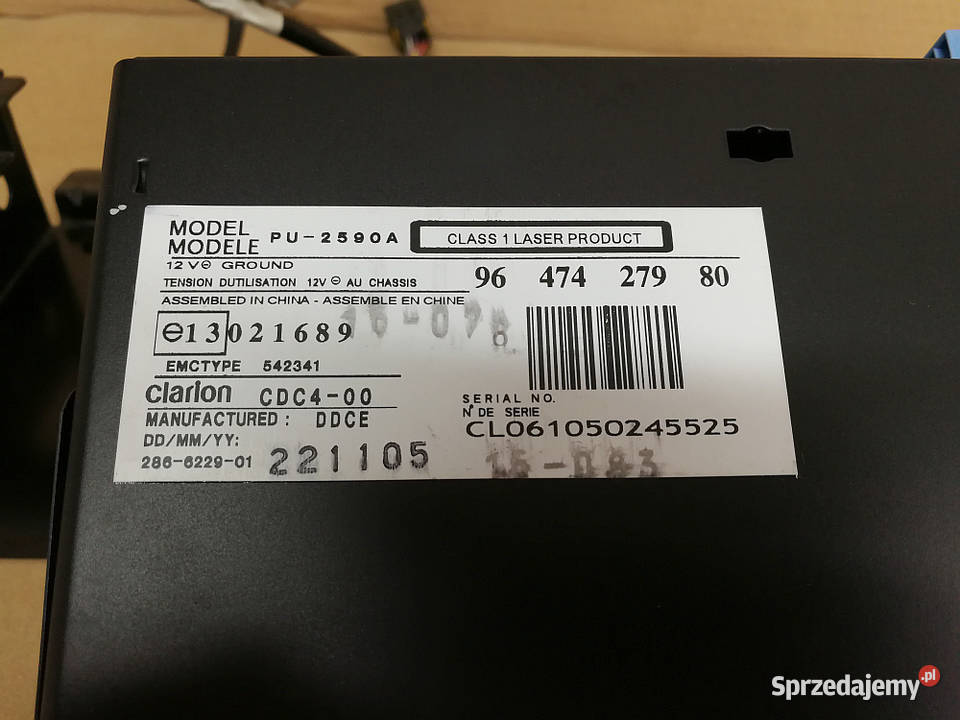 MODEL
MODELE PU-2590A
CLASS 1 LASER PRODUCT
12 V⊖ GROUND
TENSION DUTILISATION 12V ⊖ AU CHASSIS
96 474 279 80
ASSEMBLED IN CHINA - ASSEMBLE EN CHINE
e13 021689
EMCTYPE 542341
clarion CDC4-00
MANUFACTURED: DDCE
DD/MM/YY:
286-6229-01 221105
SERIAL NO.
N° DE SERIE
CL061050245525
Sprzedajemy.pl